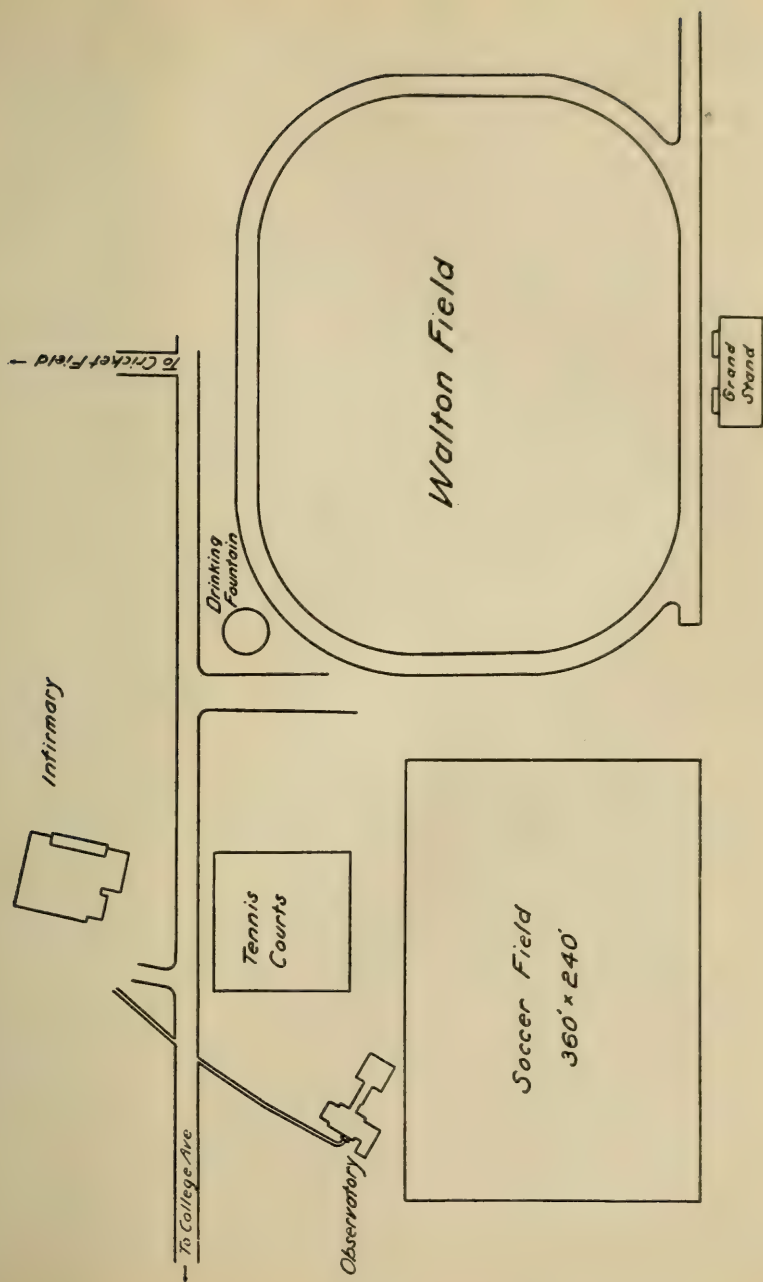 Infirmary
← To Cricket Field
← To College Ave
Drinking
Fountain
Tennis
Courts
Observatory
Soccer Field
360' × 240'
Walton Field
Grand
Stand